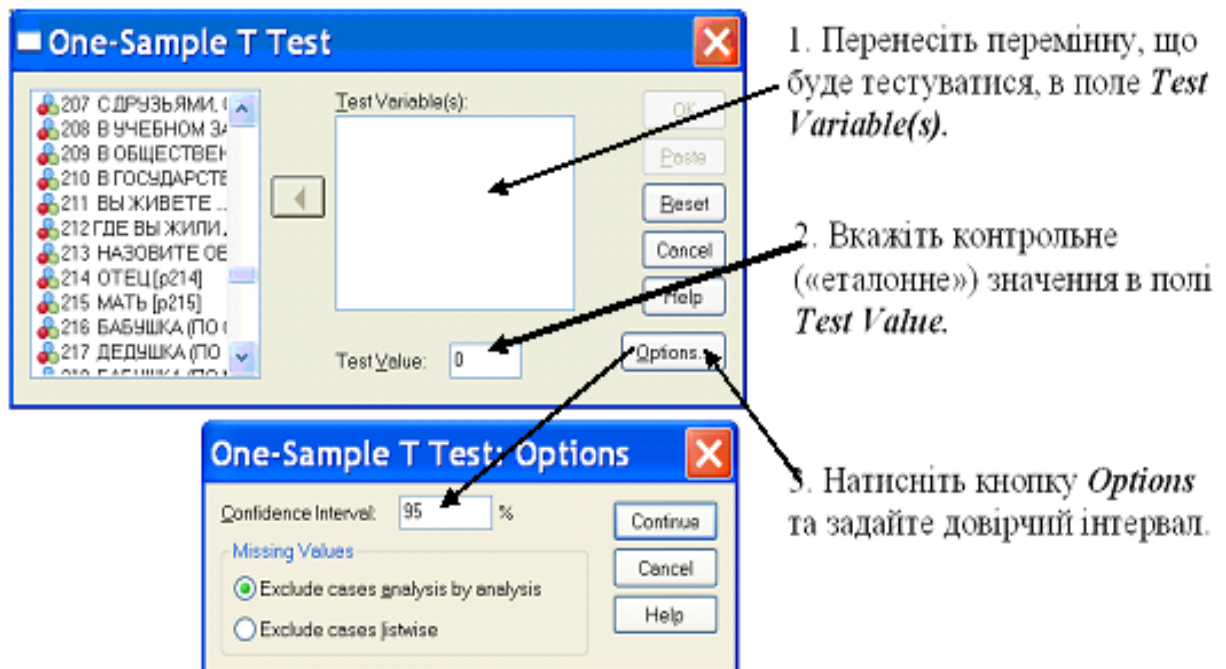 One-Sample T Test
207 С ДРУЗЬЯМИ,
208 В УЧЕБНОМ ЗА
209 В ОБЩЕСТВЕН
210 В ГОСУДАРСТВ
211 ВЫ ЖИВЕТЕ ...
212 ГДЕ ВЫ ЖИЛИ,
213 НАЗОВИТЕ ОБ
214 ОТЕЦ [p214]
215 МАТЬ [p215]
216 БАБУШКА (ПО
217 ДЕДУШКА (ПО
Test Variable(s):
Test Value: 0
OK
Paste
Reset
Cancel
Help
Options...
1. Перенесіть перемінну, що
буде тестуватися, в поле Test
Variable(s).
2. Вкажіть контрольне
(«еталонне») значення в полі
Test Value.
3. Натисніть кнопку Options
та задайте довірчий інтервал.
One-Sample T Test: Options
Confidence Interval: 95 %
Missing Values
Exclude cases analysis by analysis
Exclude cases listwise
Continue
Cancel
Help